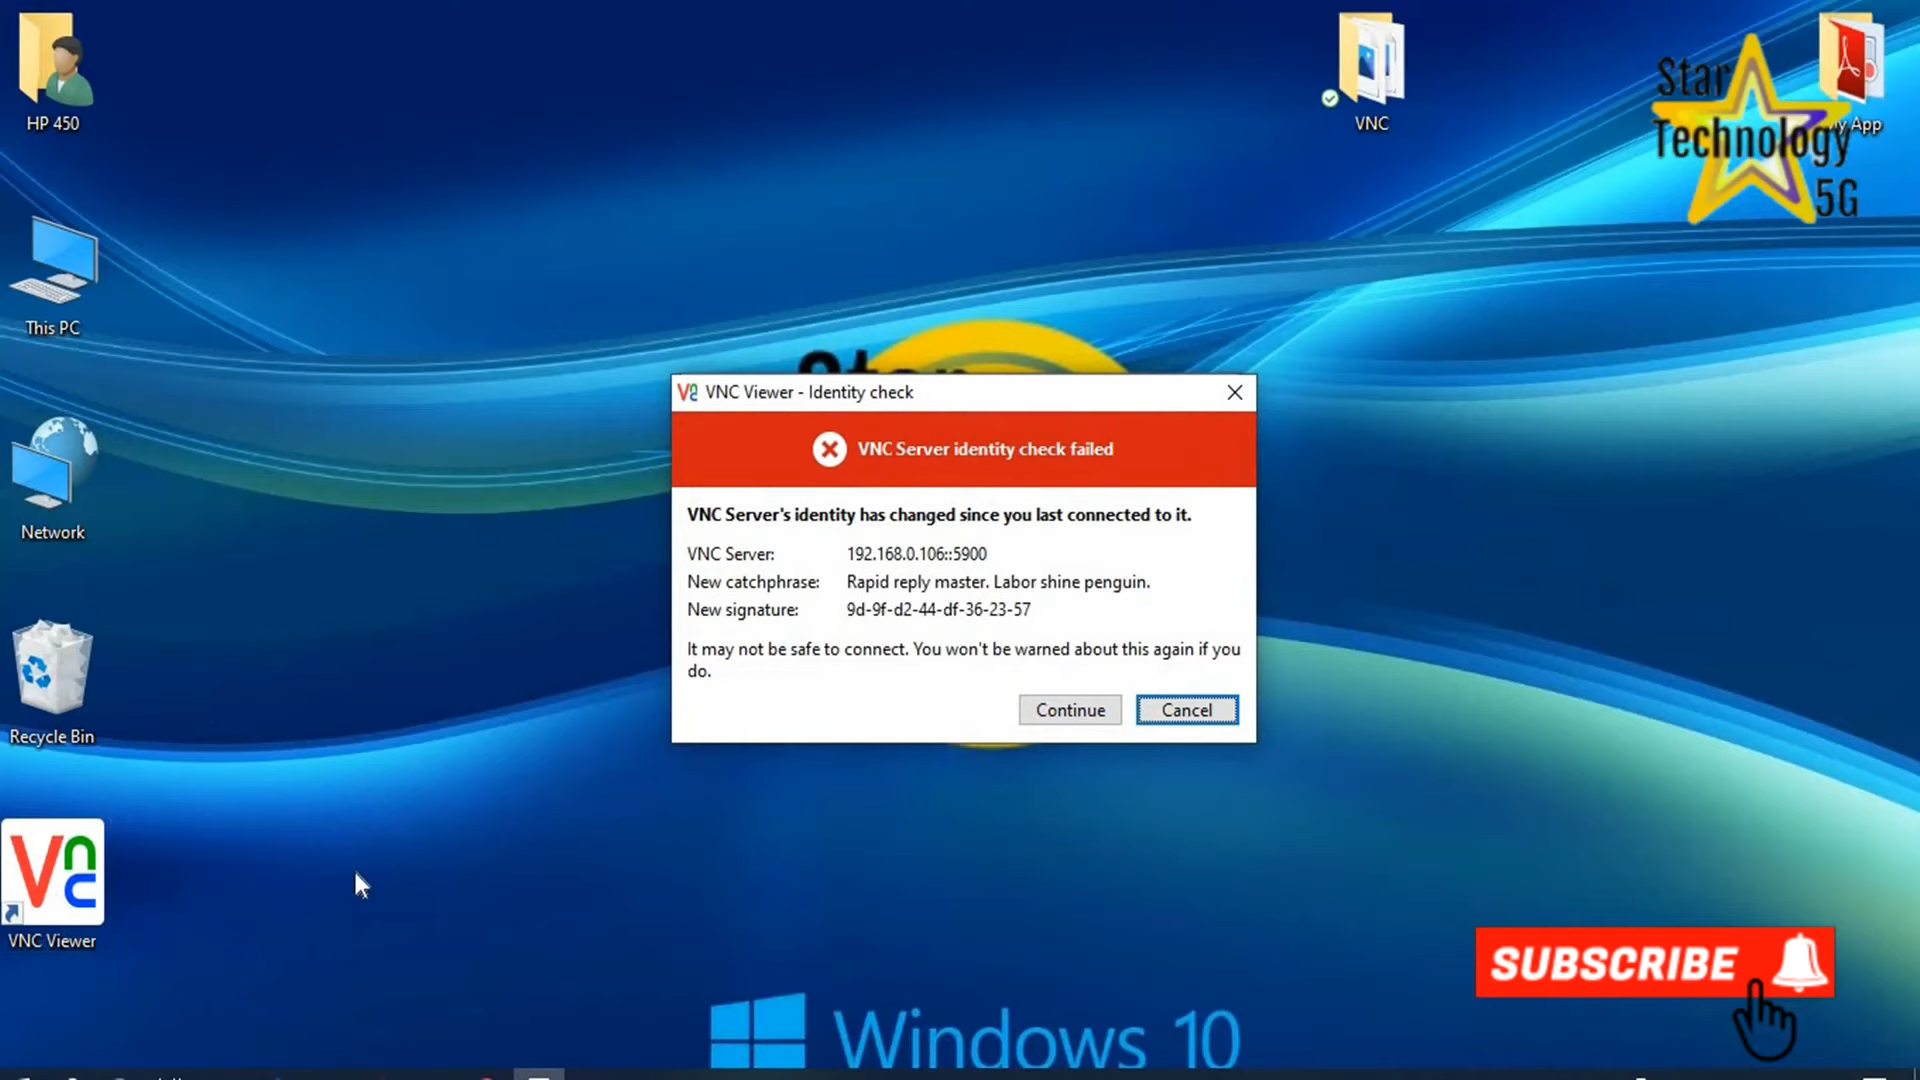 HP 450
VNC
My App
Star
Technology
5G
This PC
Network
Recycle Bin
VNC Viewer
VNC Viewer - Identity check
VNC Server identity check failed
VNC Server's identity has changed since you last connected to it.
VNC Server: 192.168.0.106::5900
New catchphrase: Rapid reply master. Labor shine penguin.
New signature: 9d-9f-d2-44-df-36-23-57
It may not be safe to connect. You won't be warned about this again if you
do.
Continue
Cancel
SUBSCRIBE
Windows 10